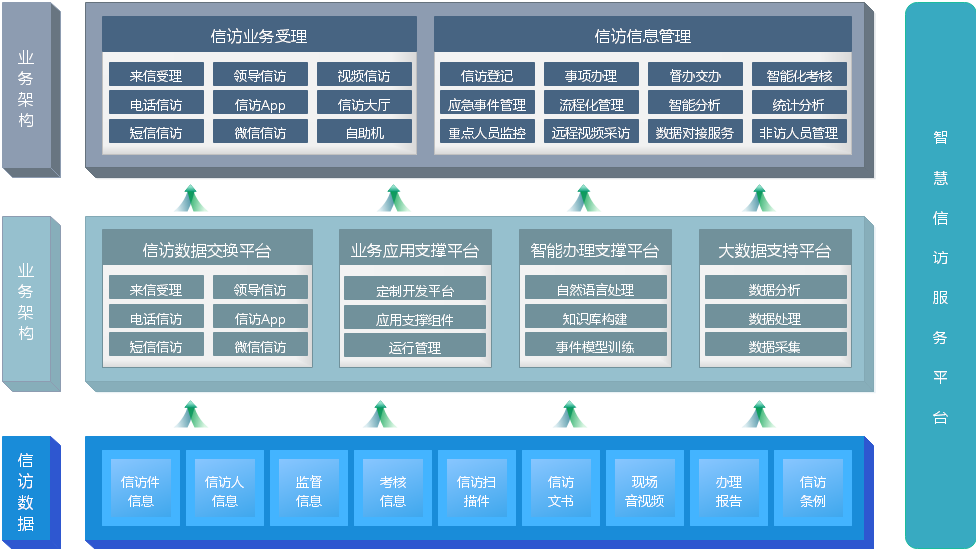 业务架构
信访业务受理
来信受理 领导信访 视频信访
电话信访 信访App 信访大厅
短信信访 微信信访 自助机
信访信息管理
信访登记 事项办理 督办交办 智能化考核
应急事件管理 流程化管理 智能分析 统计分析
重点人员监控 远程视频采访 数据对接服务 非访人员管理
业务架构
信访数据交换平台
来信受理 领导信访
电话信访 信访App
短信信访 微信信访
业务应用支撑平台
定制开发平台
应用支撑组件
运行管理
智能办理支撑平台
自然语言处理
知识库构建
事件模型训练
大数据支持平台
数据分析
数据处理
数据采集
信访数据
信访件
信息
信访人
信息
监督
信息
考核
信息
信访扫
描件
信访
文书
现场
音视频
办理
报告
信访
条例
智慧信访服务平台